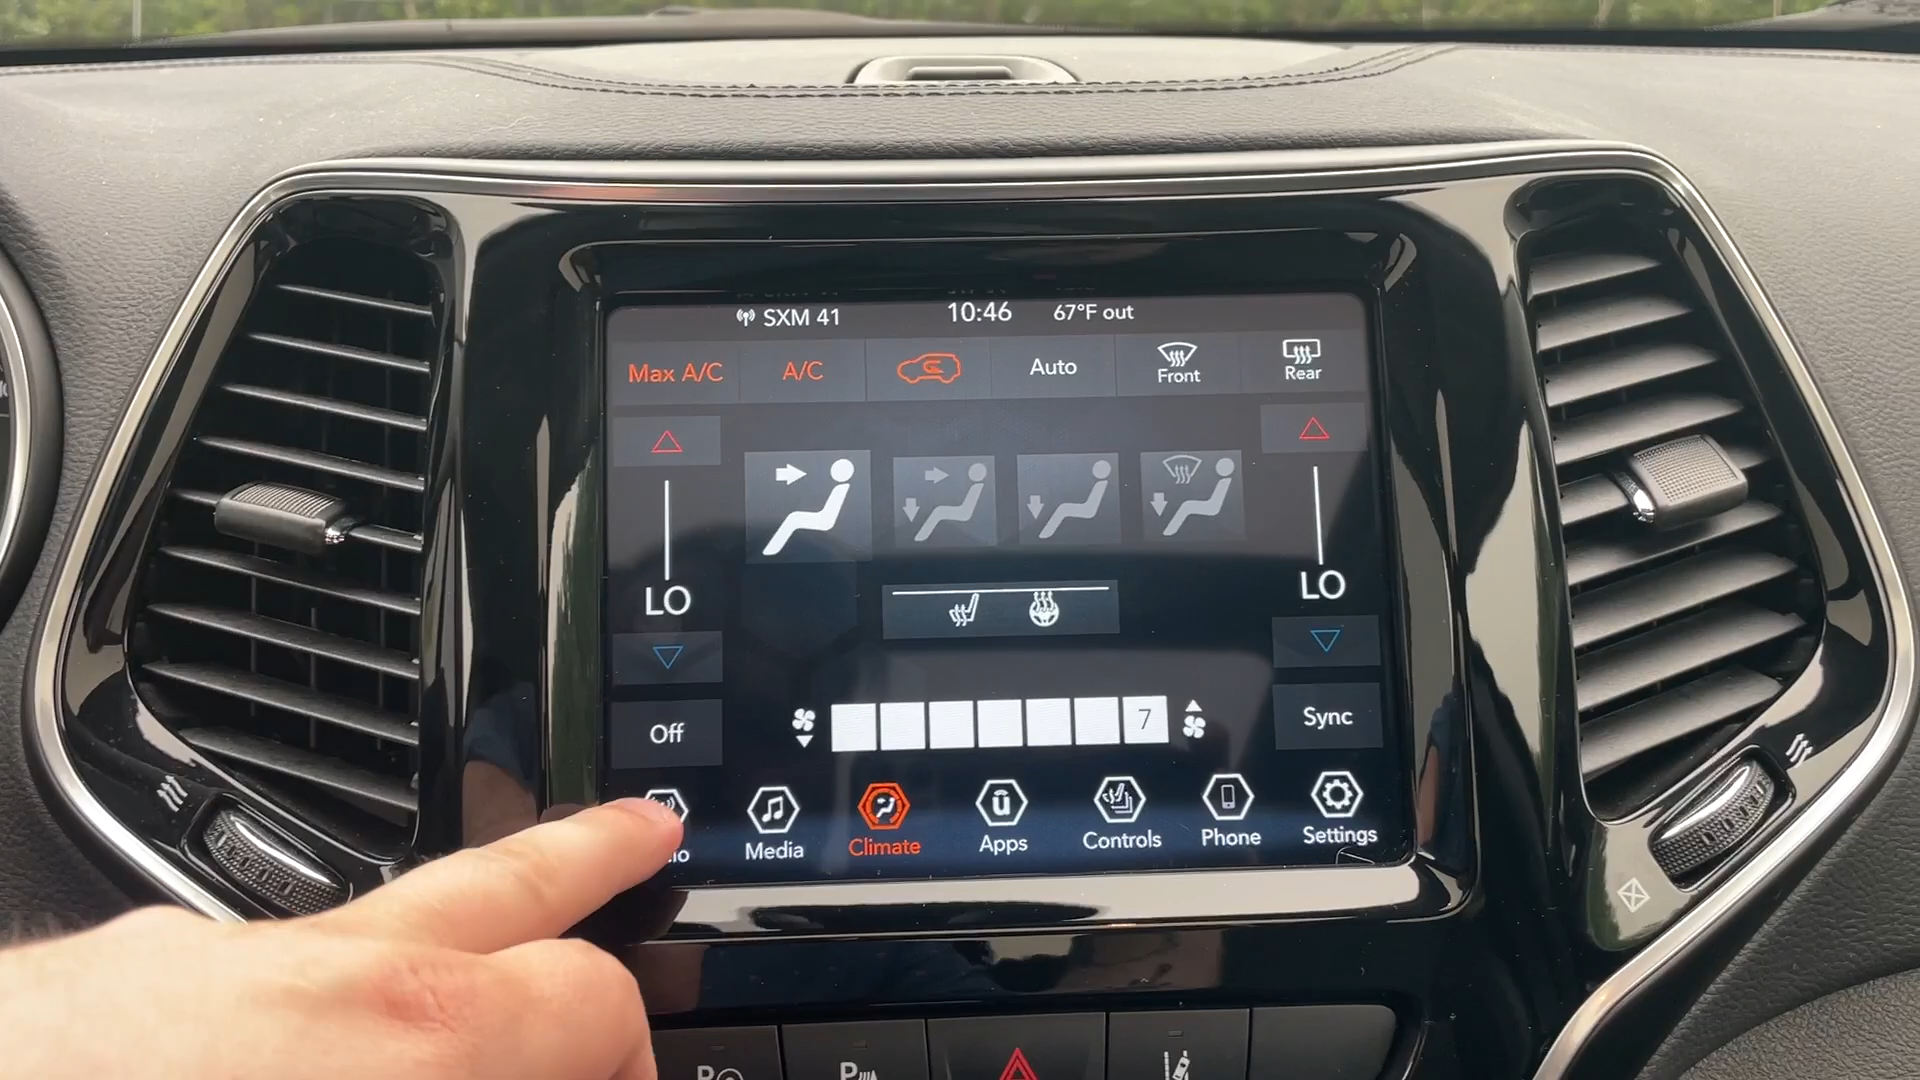 SXM 41 10:46 67°F out
Max A/C A/C Auto Front Rear
LO LO
Off 7 Sync
Media Climate Apps Controls Phone Settings
P P